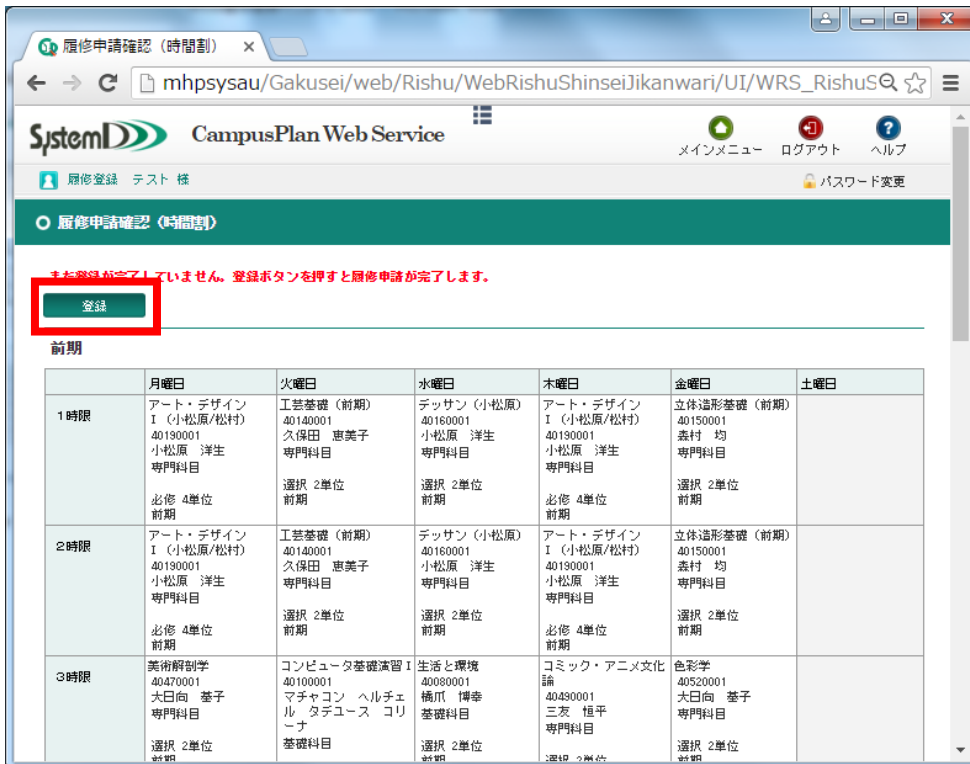 履修申請確認（時間割）
mhpsysau/Gakusei/web/Rishu/WebRishuShinseiJikanwari/UI/WRS_RishuS
SystemD
CampusPlan Web Service
メインメニュー ログアウト ヘルプ
履修登録 テスト 様
パスワード変更
履修申請確認（時間割）
まだ登録が完了していません。登録ボタンを押すと履修申請が完了します。
登録
前期
月曜日 火曜日 水曜日 木曜日 金曜日 土曜日
1時限
アート・デザイン
I （小松原/松村）
40190001
小松原 洋生
専門科目
必修 4単位
前期
工芸基礎（前期）
40140001
久保田 恵美子
専門科目
選択 2単位
前期
デッサン（小松原）
40160001
小松原 洋生
専門科目
選択 2単位
前期
アート・デザイン
I （小松原/松村）
40190001
小松原 洋生
専門科目
必修 4単位
前期
立体造形基礎（前期）
40150001
森村 均
専門科目
選択 2単位
前期
2時限
アート・デザイン
I （小松原/松村）
40190001
小松原 洋生
専門科目
必修 4単位
前期
工芸基礎（前期）
40140001
久保田 恵美子
専門科目
選択 2単位
前期
デッサン（小松原）
40160001
小松原 洋生
専門科目
選択 2単位
前期
アート・デザイン
I （小松原/松村）
40190001
小松原 洋生
専門科目
必修 4単位
前期
立体造形基礎（前期）
40150001
森村 均
専門科目
選択 2単位
前期
3時限
美術解剖学
40470001
大日向 基子
専門科目
選択 2単位
前期
コンピュータ基礎演習I
40100001
マチャコン ヘルチェ
ル タデユース コリ
ーナ
基礎科目
生活と環境
40080001
橋爪 博幸
基礎科目
選択 2単位
前期
コミック・アニメ文化
論
40490001
三友 恒平
専門科目
選択 2単位
色彩学
40520001
大日向 基子
専門科目
選択 2単位
前期